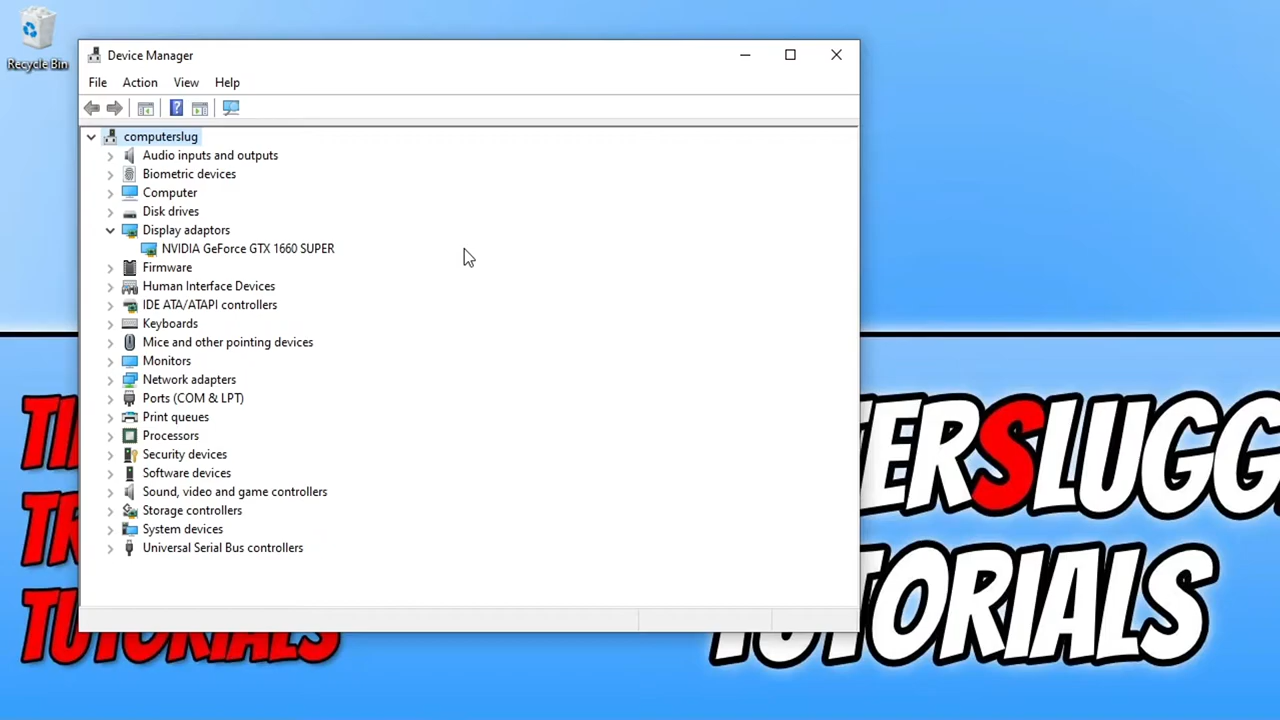 Recycle Bin
Device Manager
File Action View Help
computerslug
Audio inputs and outputs
Biometric devices
Computer
Disk drives
Display adaptors
NVIDIA GeForce GTX 1660 SUPER
Firmware
Human Interface Devices
IDE ATA/ATAPI controllers
Keyboards
Mice and other pointing devices
Monitors
Network adapters
Ports (COM & LPT)
Print queues
Processors
Security devices
Software devices
Sound, video and game controllers
Storage controllers
System devices
Universal Serial Bus controllers
TUTORIALS
ERSLUGG
TUTORIALS